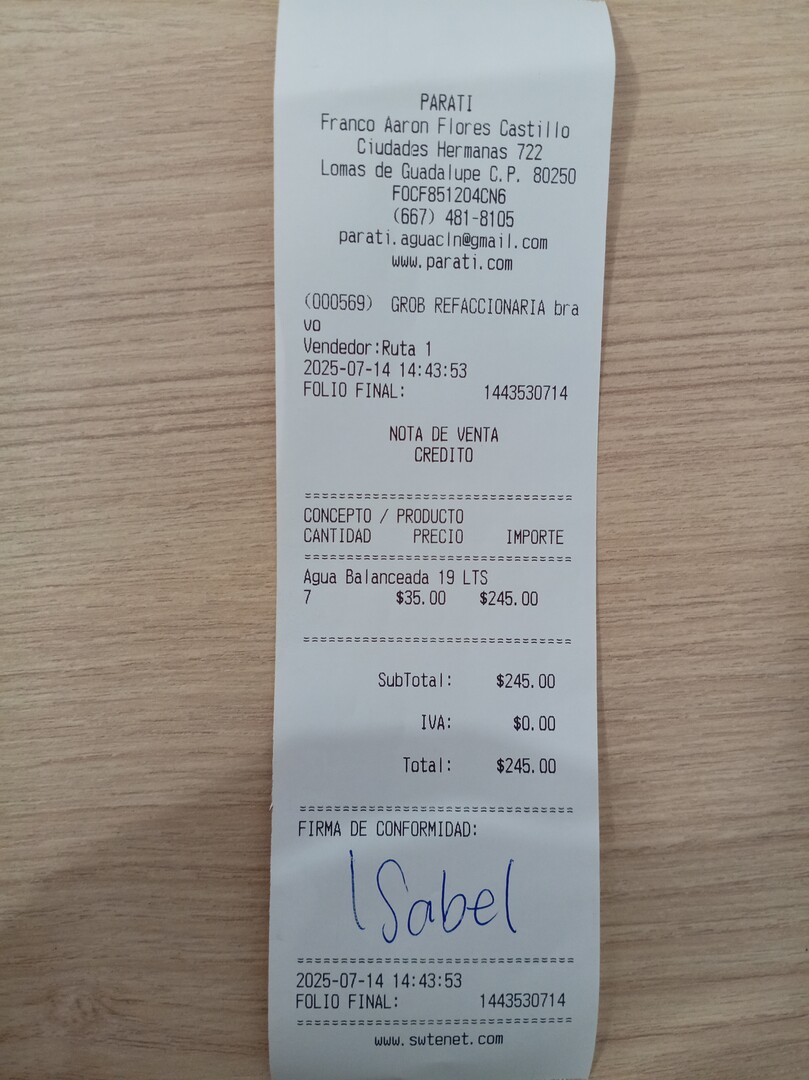 PARATI
Franco Aaron Flores Castillo
Ciudades Hermanas 722
Lomas de Guadalupe C.P. 80250
FOCF851204CN6
(667) 481-8105
parati.aguacln@gmail.com
www.parati.com
(000569) GROB REFACCIONARIA bra
vo
Vendedor:Ruta 1
2025-07-14 14:43:53
FOLIO FINAL: 1443530714
NOTA DE VENTA
CREDITO
==============================
CONCEPTO / PRODUCTO
CANTIDAD PRECIO IMPORTE
==============================
Agua Balanceada 19 LTS
7 $35.00 $245.00
==============================
SubTotal: $245.00
IVA: $0.00
Total: $245.00
==============================
FIRMA DE CONFORMIDAD:
ISabel
==============================
2025-07-14 14:43:53
FOLIO FINAL: 1443530714
==============================
www.swtenet.com